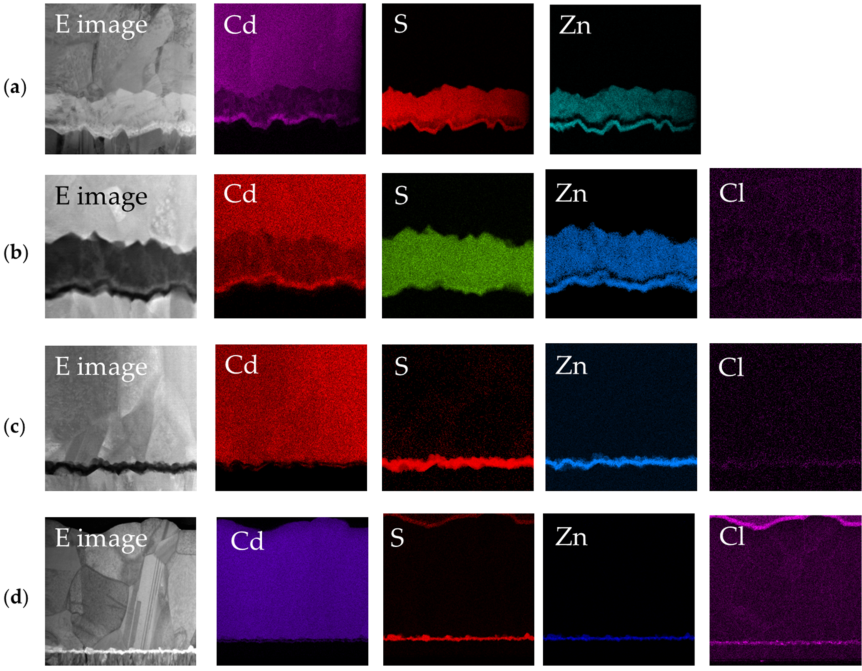 (a) E image Cd S Zn
(b) E image Cd S Zn Cl
(c) E image Cd S Zn Cl
(d) E image Cd S Zn Cl